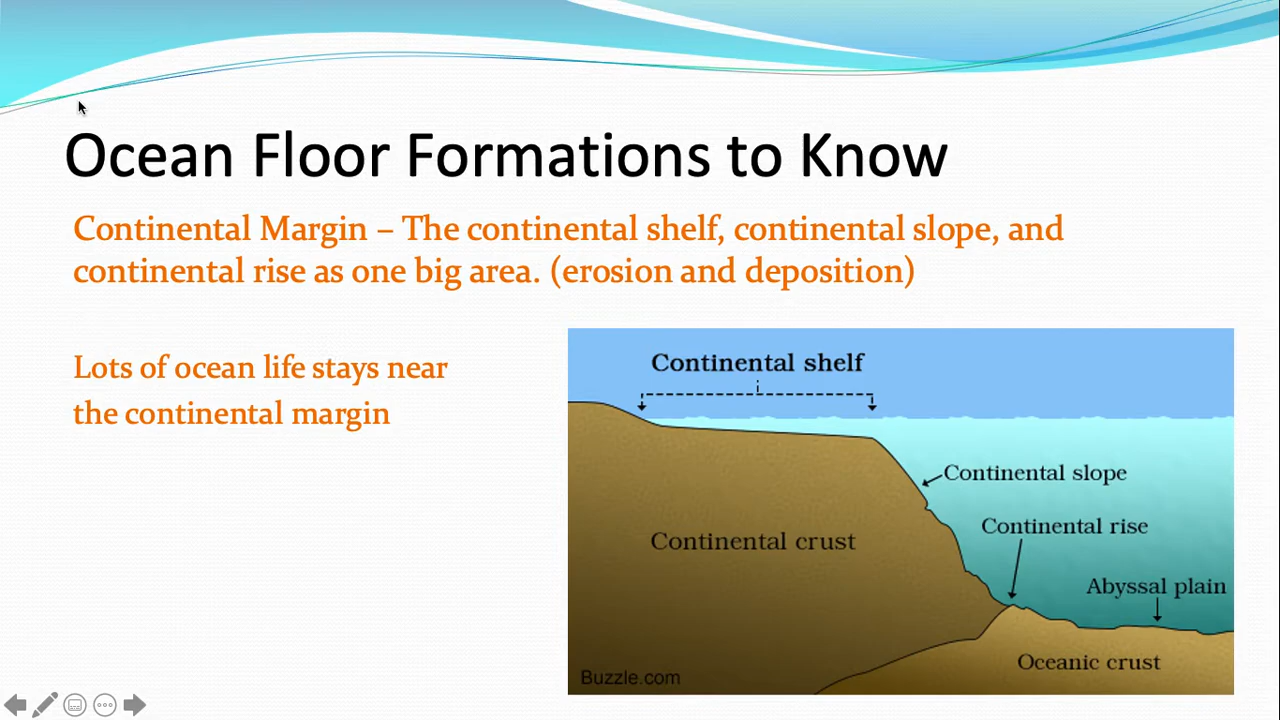 Ocean Floor Formations to Know
Continental Margin – The continental shelf, continental slope, and
continental rise as one big area. (erosion and deposition)
Lots of ocean life stays near
the continental margin
Continental shelf
Continental slope
Continental rise
Continental crust
Abyssal plain
Oceanic crust
Buzzle.com